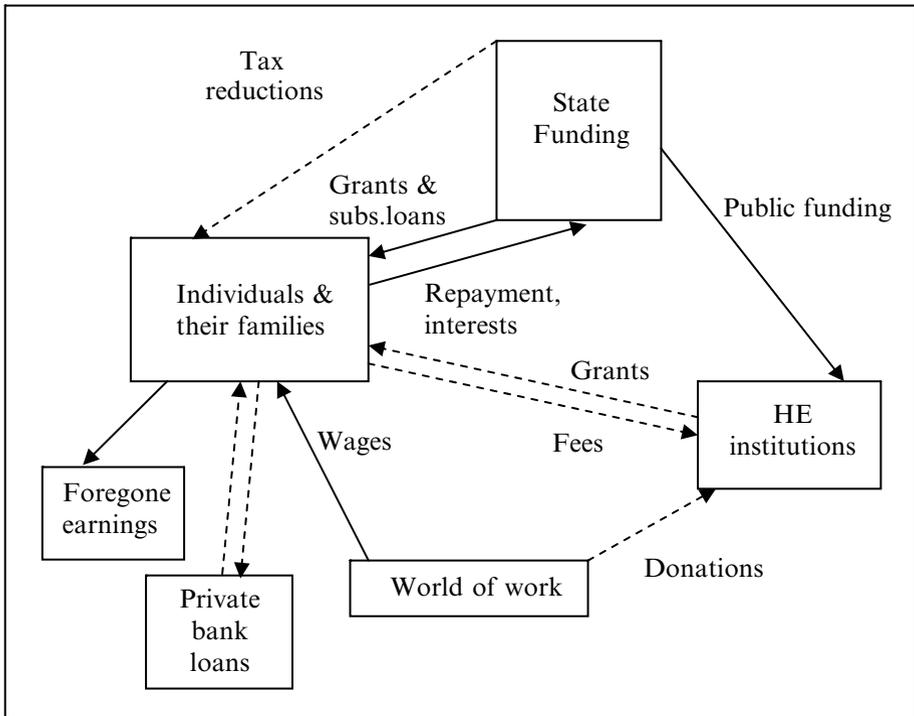 Tax
reductions
State
Funding
Grants &
subs.loans
Public funding
Individuals &
their families
Repayment,
interests
Grants
HE
institutions
Wages
Fees
Foregone
earnings
Donations
World of work
Private
bank
loans